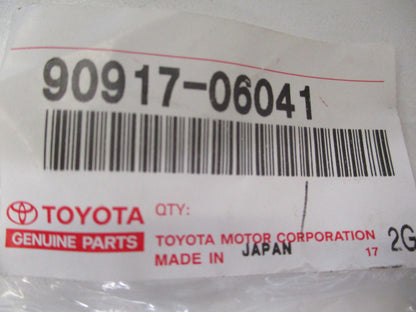 90917-06041
TOYOTA
GENUINE PARTS
QTY:
TOYOTA MOTOR CORPORATION
MADE IN JAPAN 17 2G